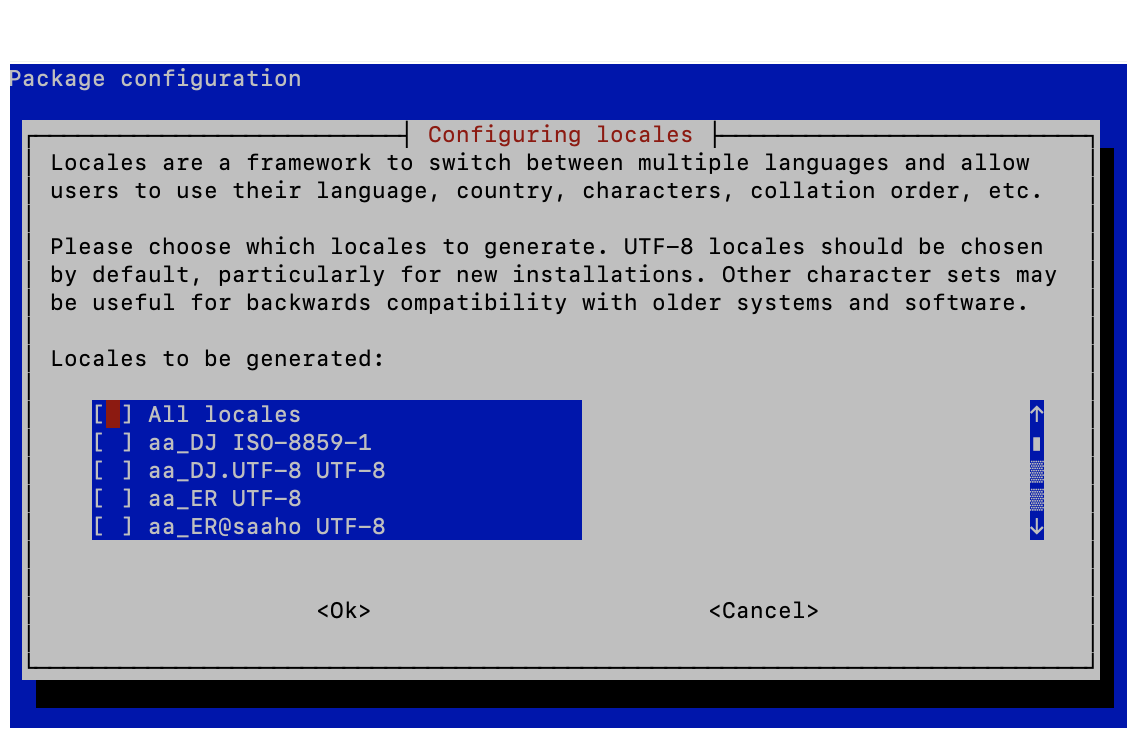 Package configuration
Configuring locales
Locales are a framework to switch between multiple languages and allow
users to use their language, country, characters, collation order, etc.
Please choose which locales to generate. UTF-8 locales should be chosen
by default, particularly for new installations. Other character sets may
be useful for backwards compatibility with older systems and software.
Locales to be generated:
[ ] All locales
[ ] aa_DJ ISO-8859-1
[ ] aa_DJ.UTF-8 UTF-8
[ ] aa_ER UTF-8
[ ] aa_ER@saaho UTF-8
<Ok> <Cancel>